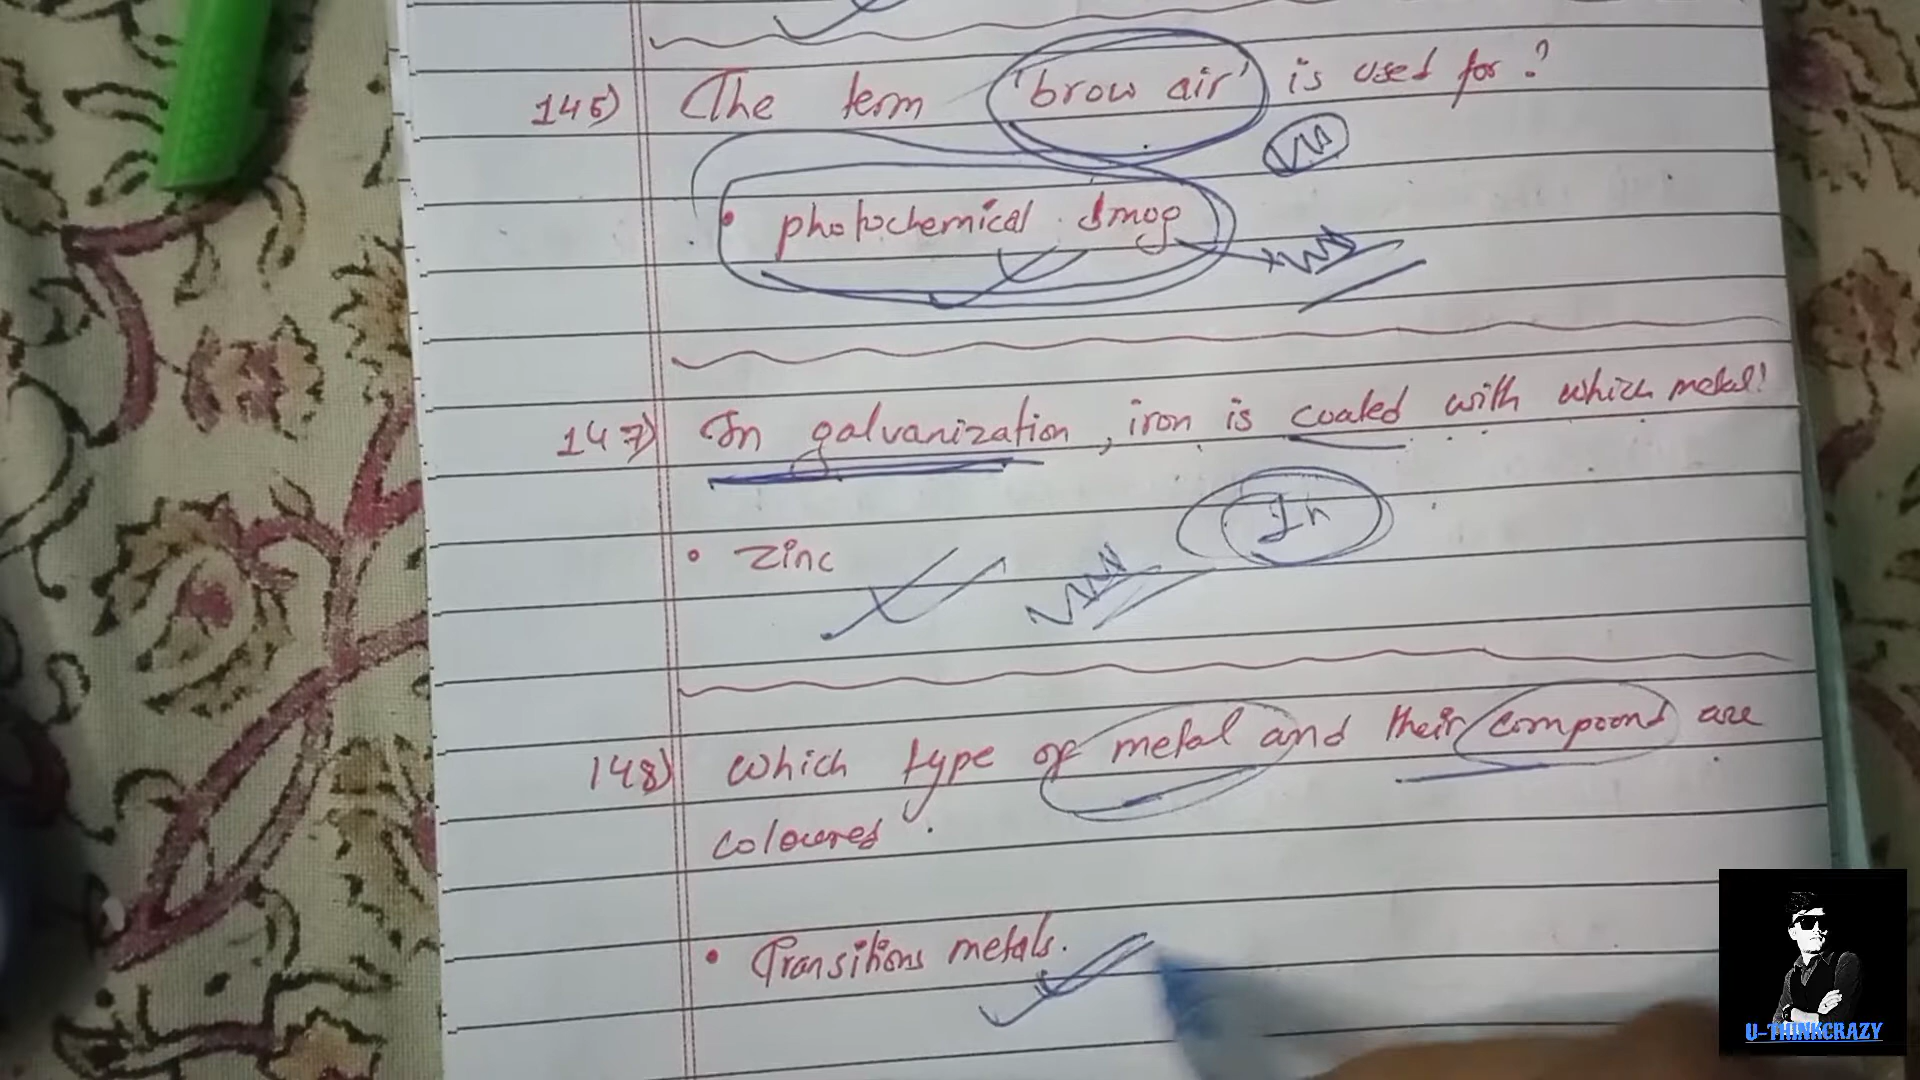 146) The term 'brow air' is used for?
• photochemical smog
147) In galvanization, iron is coated with which metal?
Zn
• Zinc
148) which type of metal and their compound are
coloured.
• Transitions metals.
U-THINKCRAZY